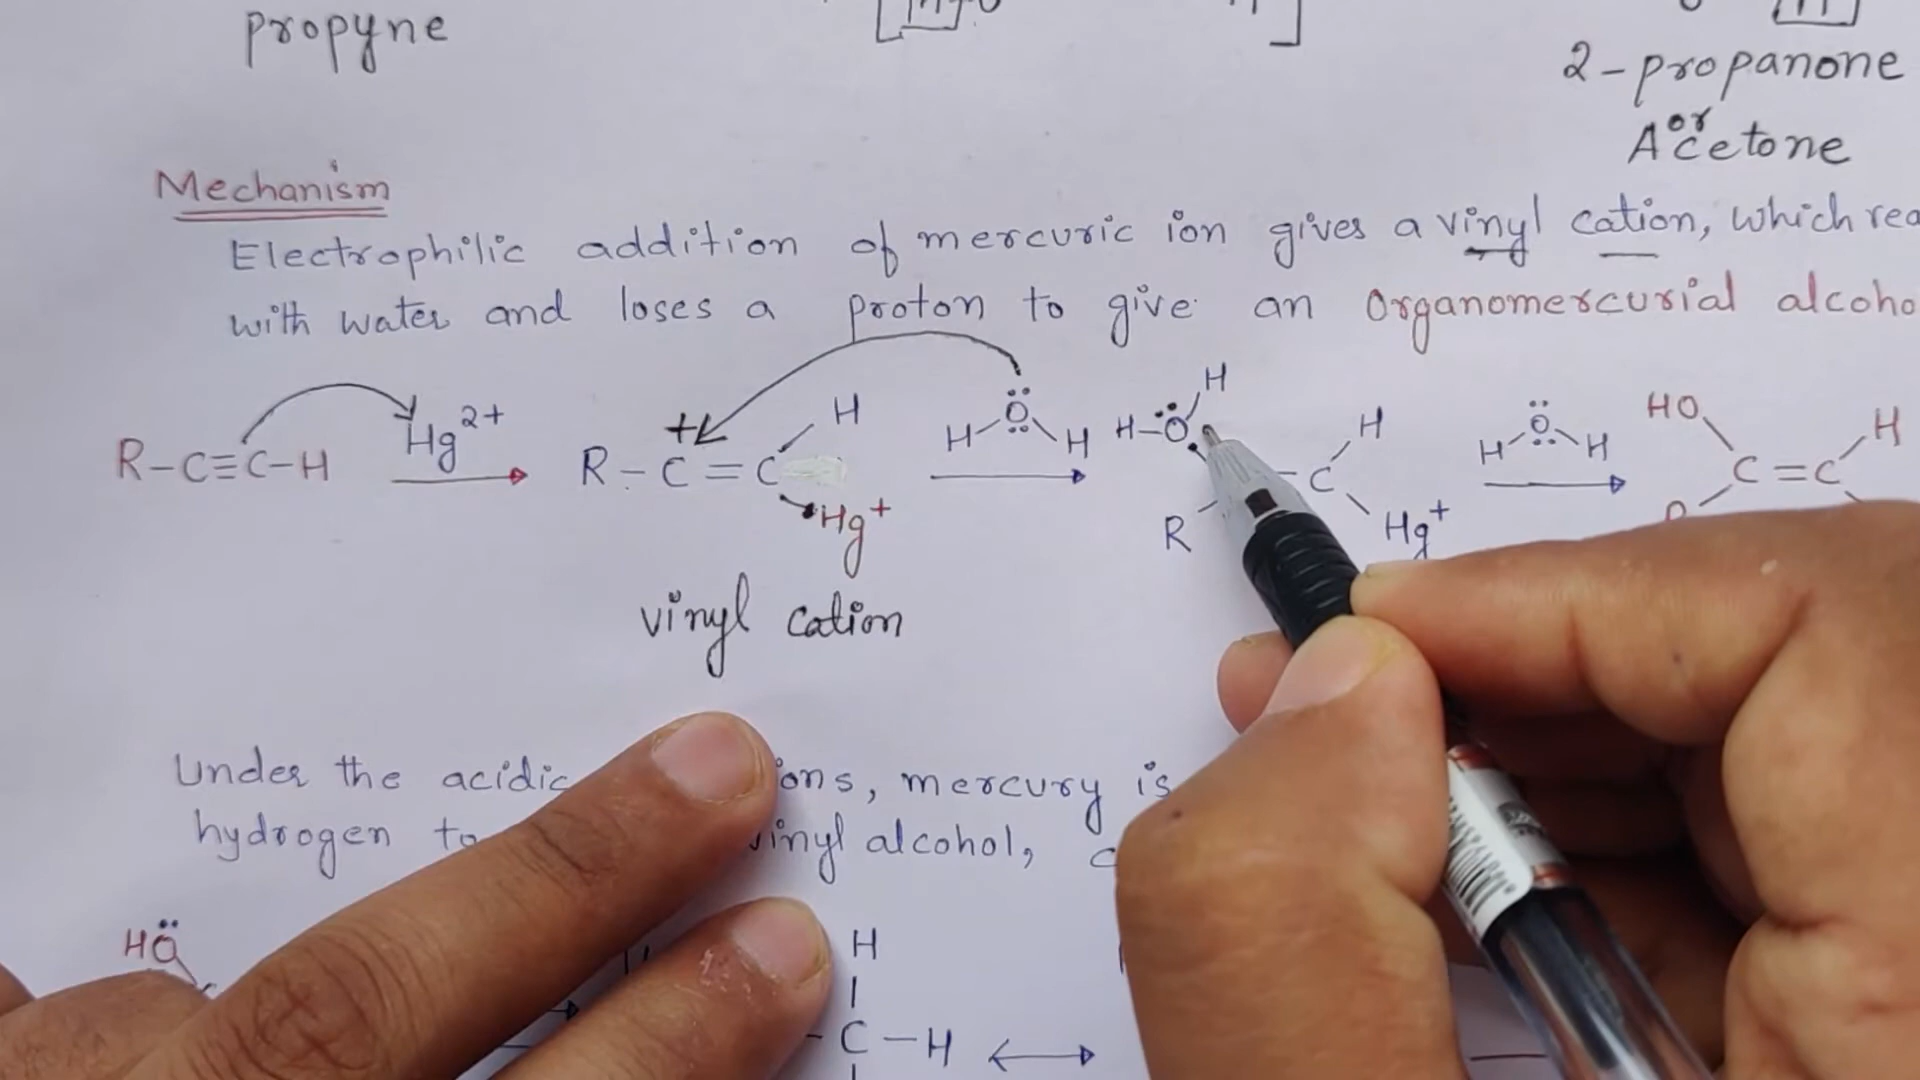 propyne
2-propanone
or
Acetone
Mechanism
Electrophilic addition of mercuric ion gives a vinyl cation, which rea
with water and loses a proton to give an Organomercurial alcoho
R-C≡C-H Hg2+ R-C+=C H Hg+ H-Ö-H H-Ö H R C H Hg+ H-Ö-H HO C=C H
vinyl cation
Under the acidic ons, mercury is
hydrogen to vinyl alcohol,
HÖ H
C-H